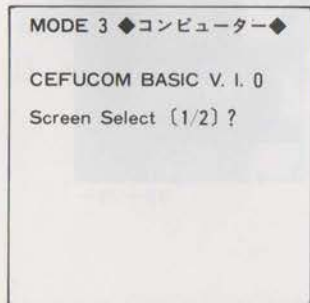 MODE 3 ◆コンピューター◆
CEFUCOM BASIC V. I. 0
Screen Select〔1/2〕?